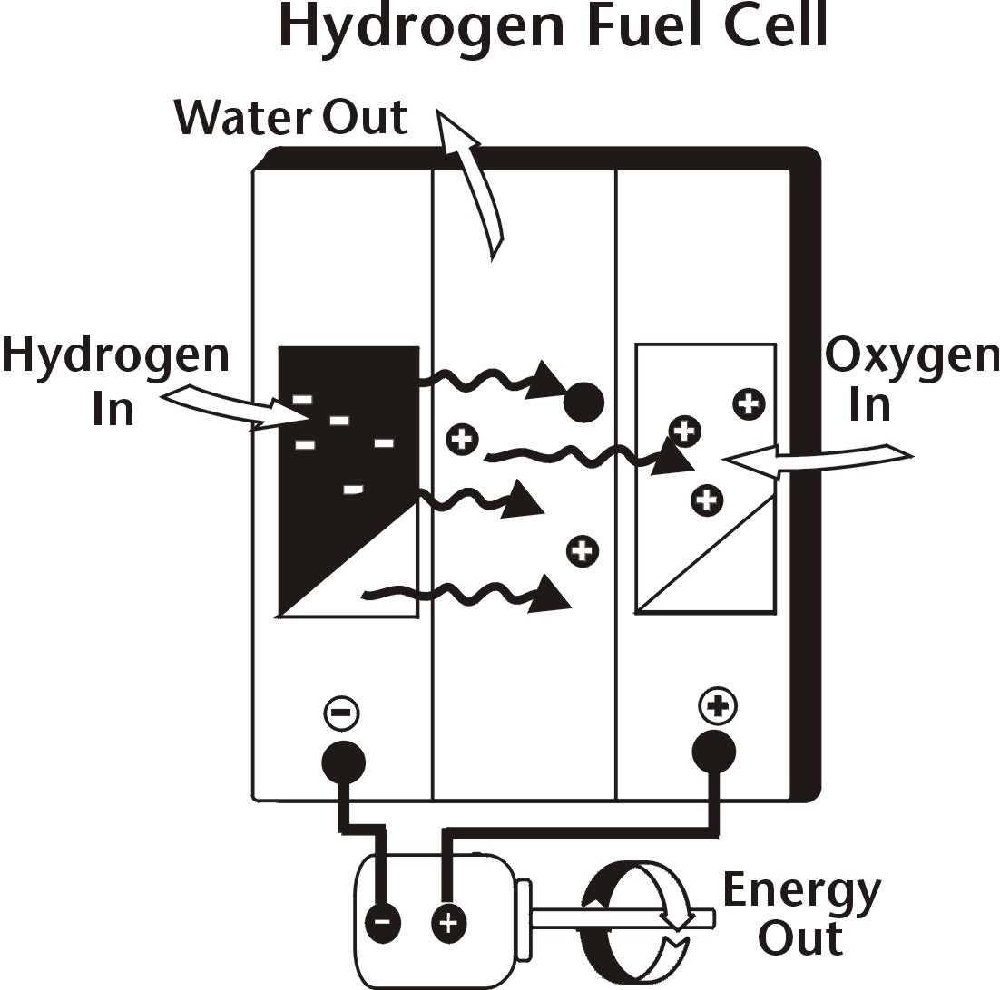 Hydrogen Fuel Cell
Water Out
Hydrogen
In
Oxygen
In
Energy
Out